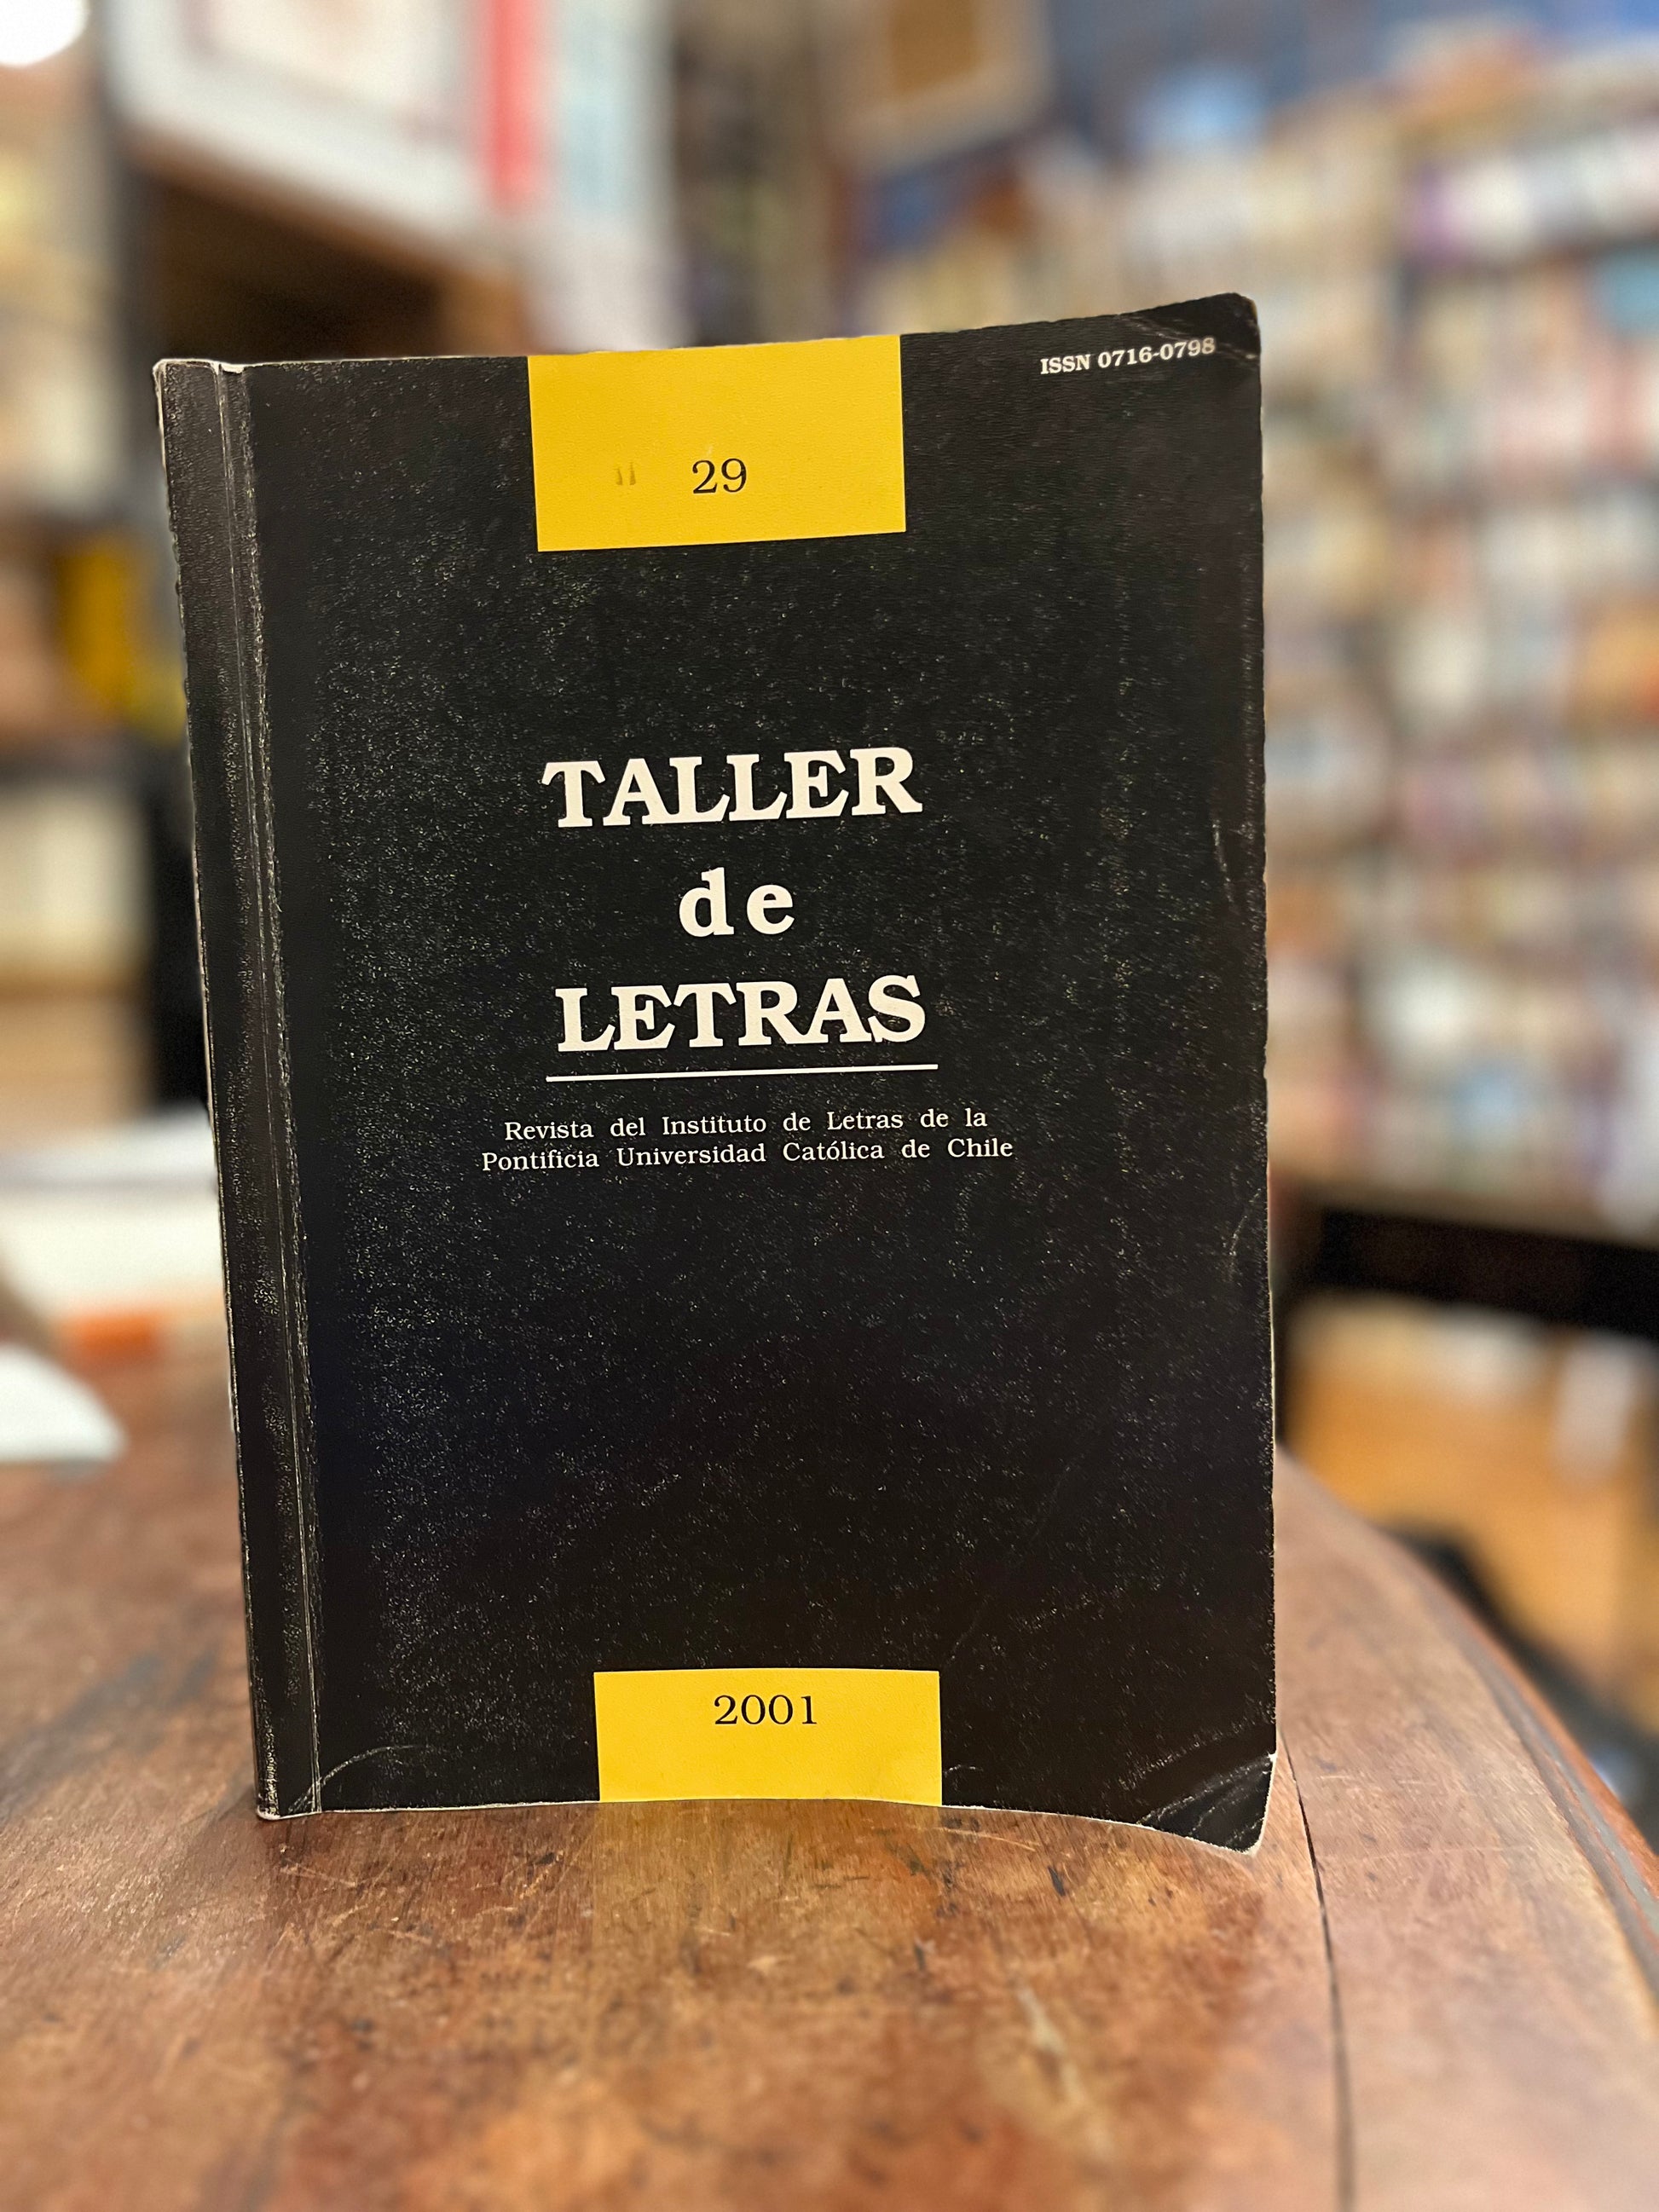 ISSN 0716-0798
29
TALLER
de
LETRAS
Revista del Instituto de Letras de la
Pontificia Universidad Católica de Chile
2001